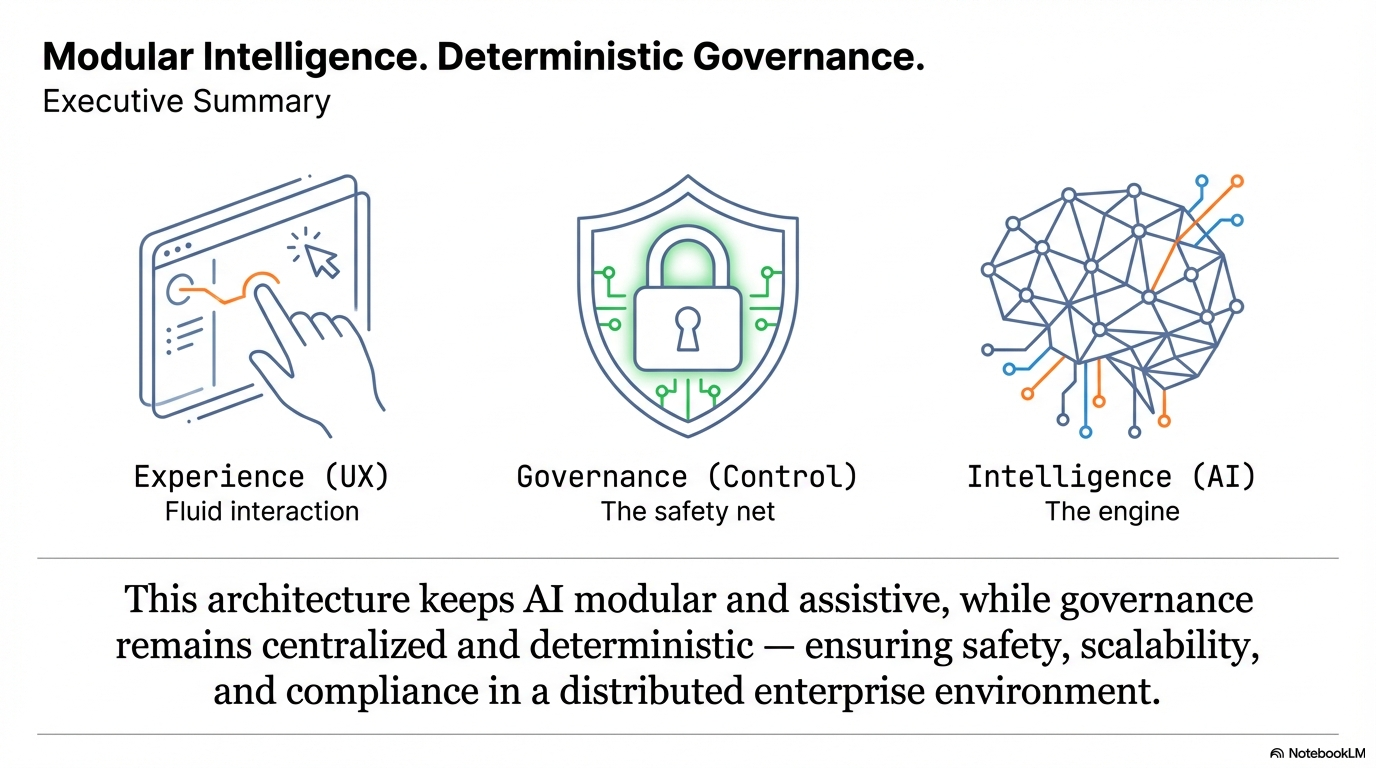 Modular Intelligence. Deterministic Governance.
Executive Summary
Experience (UX)
Fluid interaction
Governance (Control)
The safety net
Intelligence (AI)
The engine
This architecture keeps AI modular and assistive, while governance
remains centralized and deterministic — ensuring safety, scalability,
and compliance in a distributed enterprise environment.
NotebookLM